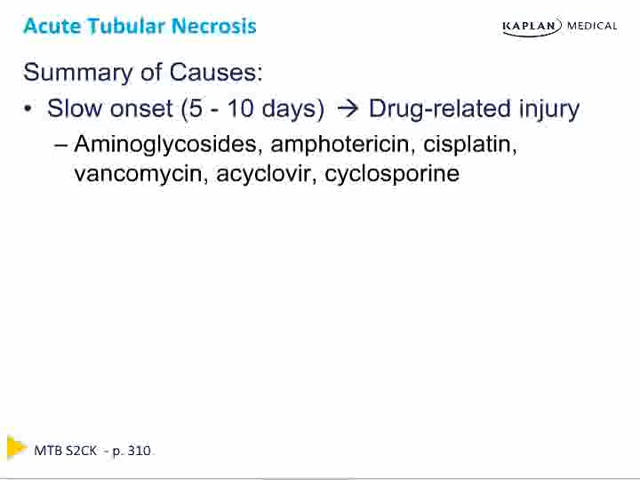 Acute Tubular Necrosis
KAPLAN MEDICAL
Summary of Causes:
• Slow onset (5 - 10 days) → Drug-related injury
– Aminoglycosides, amphotericin, cisplatin,
vancomycin, acyclovir, cyclosporine
MTB S2CK - p. 310